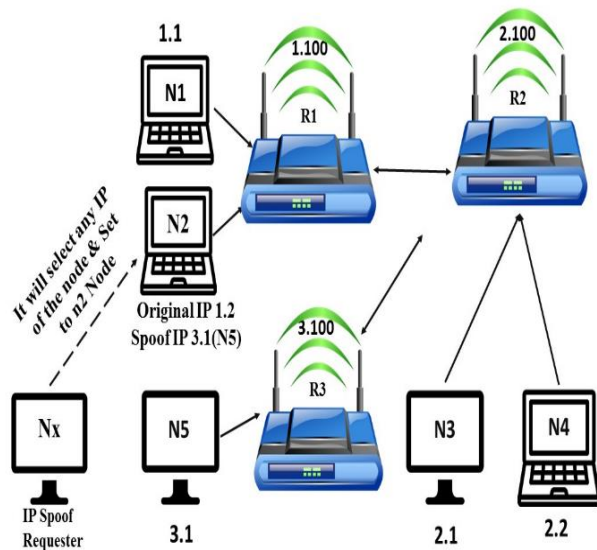 1.1
1.100
2.100
N1
R1
R2
It will select any IP
of the node & Set
to n2 Node
N2
Original IP 1.2
Spoof IP 3.1(N5)
3.100
R3
Nx
N5
N3
N4
IP Spoof
Requester
3.1
2.1
2.2